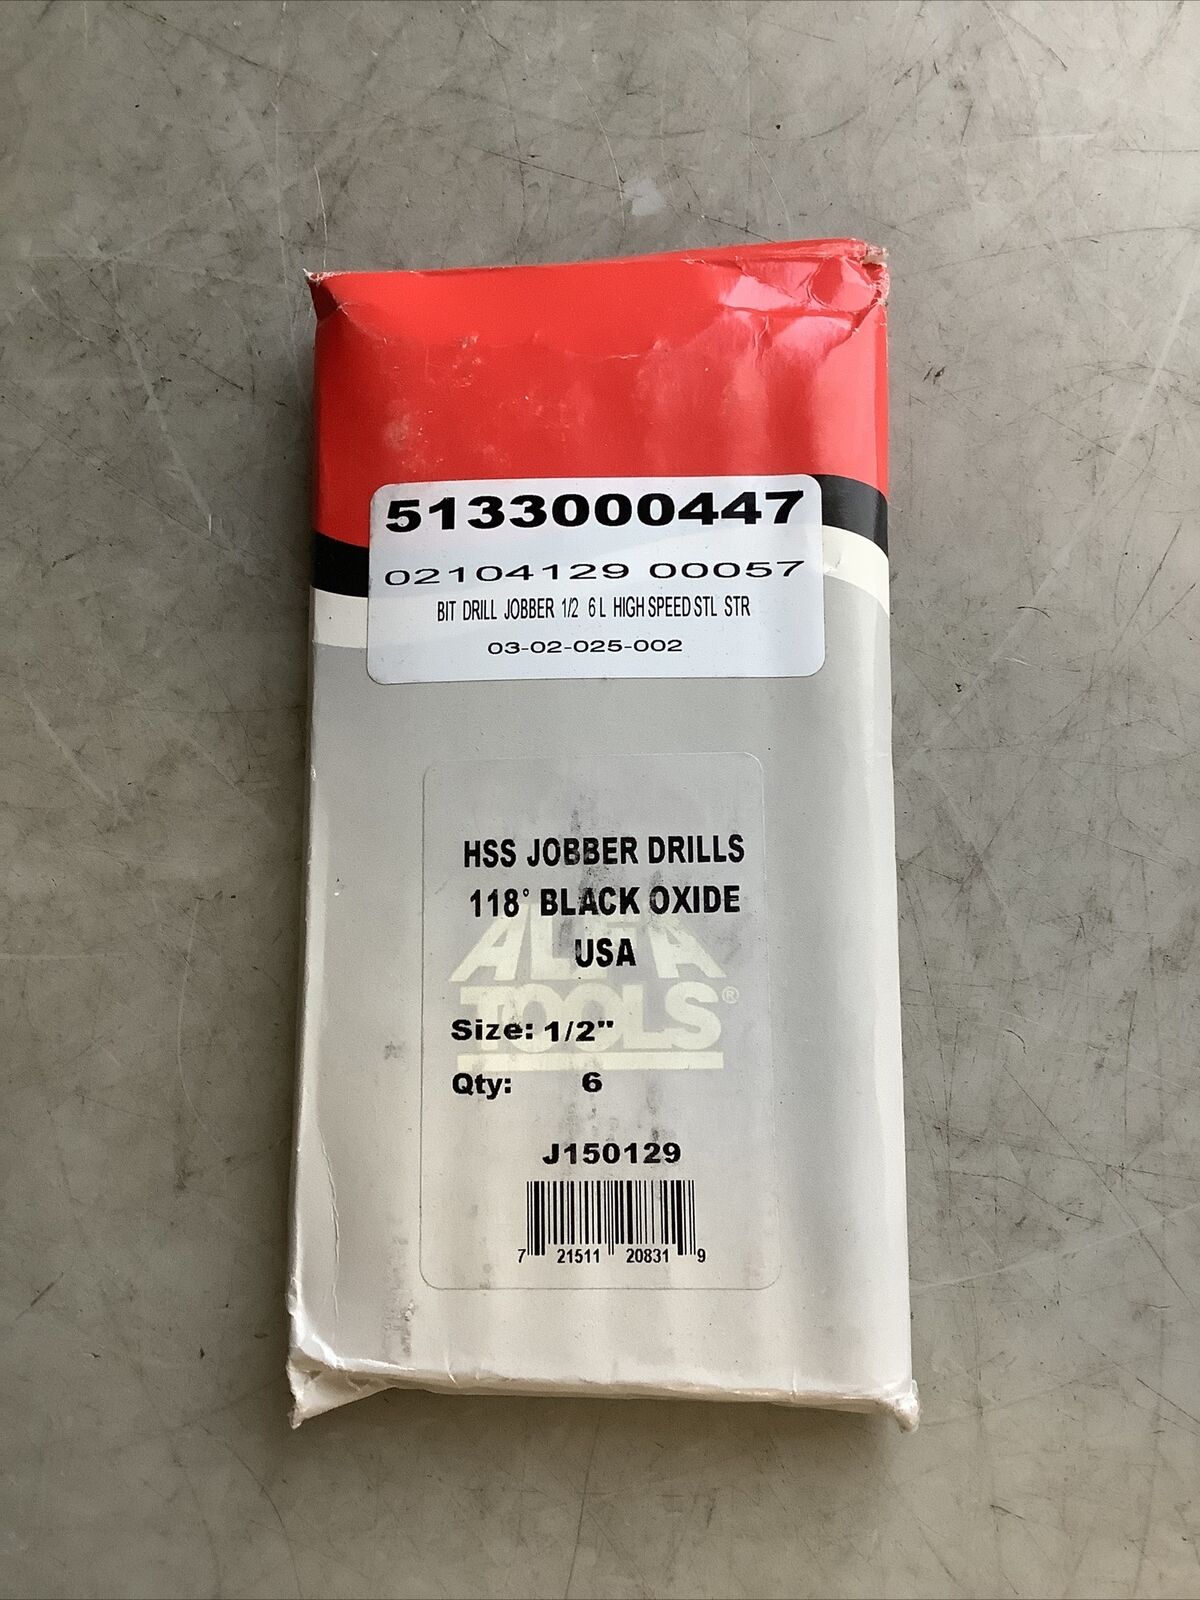 5133000447
02104129 00057
BIT DRILL JOBBER 1/2 6 L HIGH SPEED STL STR
03-02-025-002
HSS JOBBER DRILLS
118° BLACK OXIDE
USA
ALFA
TOOLS®
Size: 1/2"
Qty: 6
J150129
7 21511 20831 9